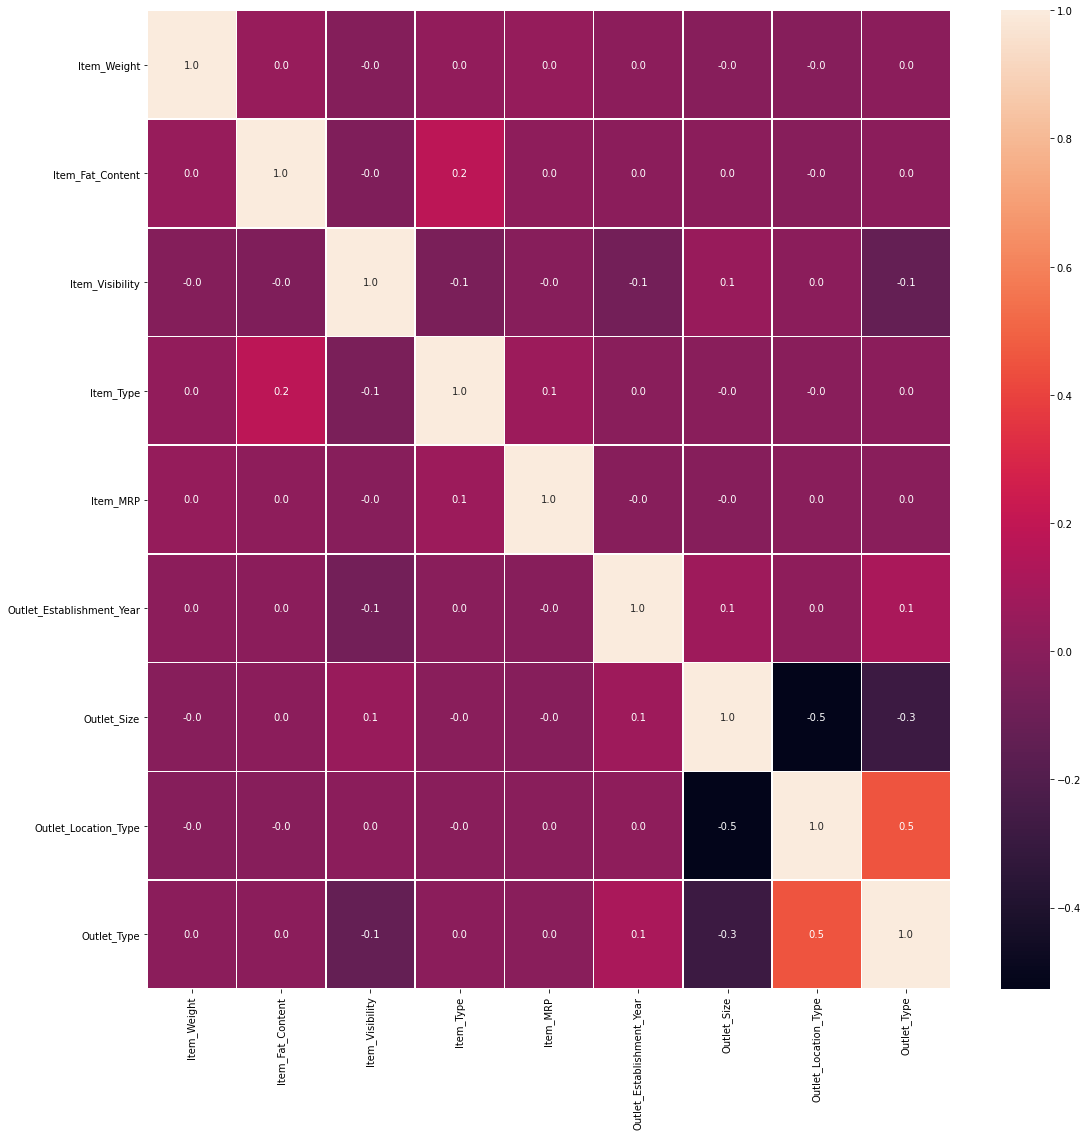 1.0
Item_Weight 1.0 0.0 -0.0 0.0 0.0 0.0 -0.0 -0.0 0.0
0.8
Item_Fat_Content 0.0 1.0 -0.0 0.2 0.0 0.0 0.0 -0.0 0.0
Item_Visibility -0.0 -0.0 1.0 -0.1 -0.0 -0.1 0.1 0.0 -0.1
0.6
Item_Type 0.0 0.2 -0.1 1.0 0.1 0.0 -0.0 -0.0 0.0
0.4
Item_MRP 0.0 0.0 -0.0 0.1 1.0 -0.0 -0.0 0.0 0.0
0.2
Outlet_Establishment_Year 0.0 0.0 -0.1 0.0 -0.0 1.0 0.1 0.0 0.1
0.0
Outlet_Size -0.0 0.0 0.1 -0.0 -0.0 0.1 1.0 -0.5 -0.3
−0.2
Outlet_Location_Type -0.0 -0.0 0.0 -0.0 0.0 0.0 -0.5 1.0 0.5
−0.4
Outlet_Type 0.0 0.0 -0.1 0.0 0.0 0.1 -0.3 0.5 1.0
Item_Weight
Item_Fat_Content
Item_Visibility
Item_Type
Item_MRP
Outlet_Establishment_Year
Outlet_Size
Outlet_Location_Type
Outlet_Type